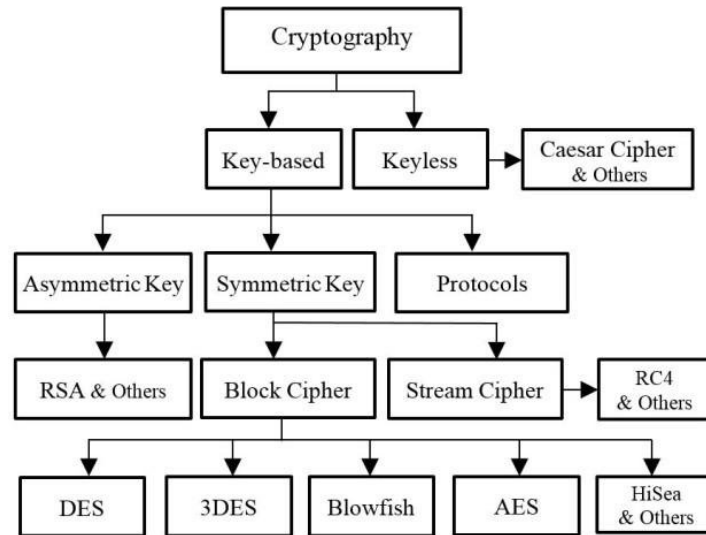 Cryptography
Key-based
Keyless
Caesar Cipher
& Others
Asymmetric Key
Symmetric Key
Protocols
RSA & Others
Block Cipher
Stream Cipher
RC4
& Others
DES
3DES
Blowfish
AES
HiSea
& Others